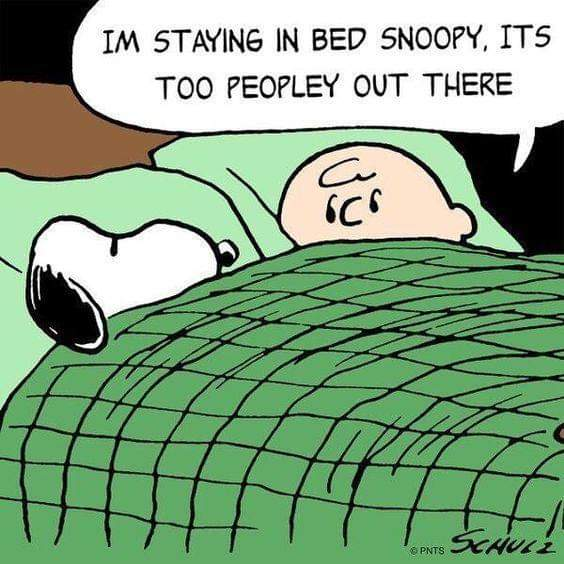 IM STAYING IN BED SNOOPY, ITS
TOO PEOPLEY OUT THERE
© PNTS SCHULZ